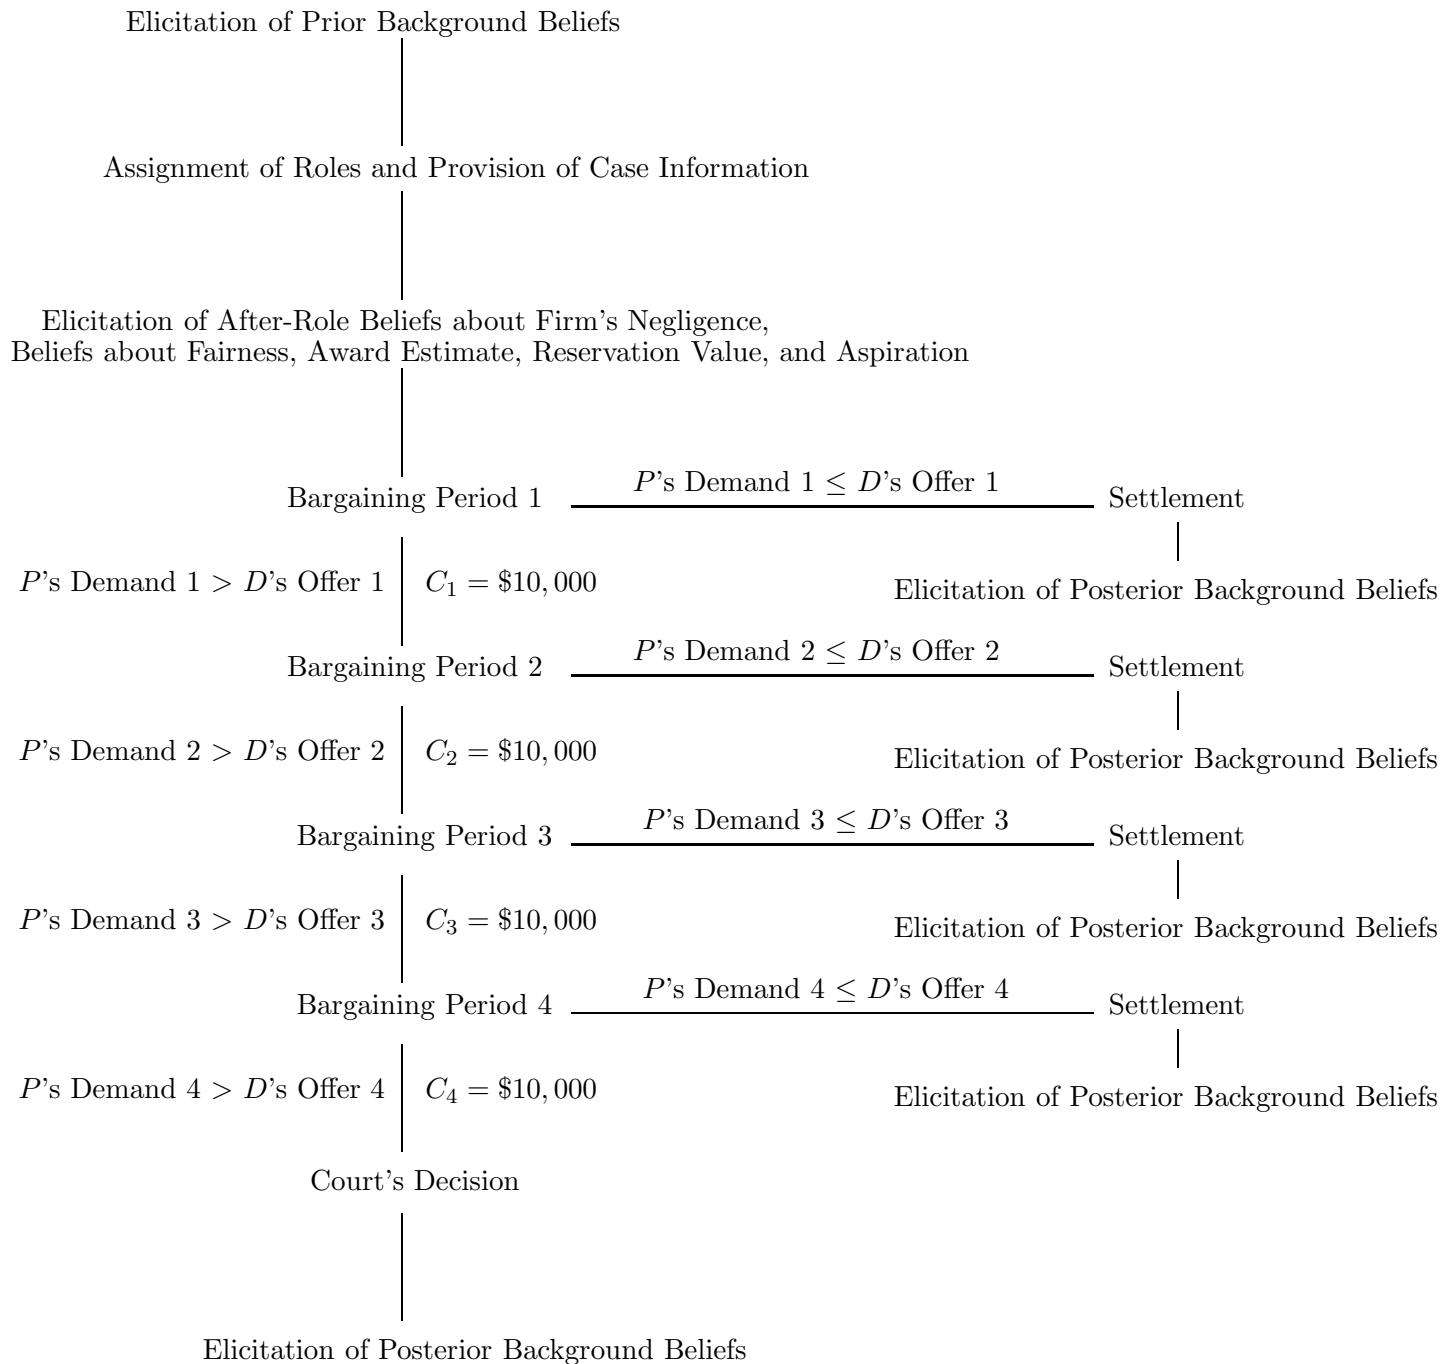 Elicitation of Prior Background Beliefs
Assignment of Roles and Provision of Case Information
Elicitation of After-Role Beliefs about Firm's Negligence,
Beliefs about Fairness, Award Estimate, Reservation Value, and Aspiration
P's Demand 1 ≤ D's Offer 1
Bargaining Period 1 Settlement
P's Demand 1 > D's Offer 1 C₁ = $10,000 Elicitation of Posterior Background Beliefs
P's Demand 2 ≤ D's Offer 2
Bargaining Period 2 Settlement
P's Demand 2 > D's Offer 2 C₂ = $10,000 Elicitation of Posterior Background Beliefs
P's Demand 3 ≤ D's Offer 3
Bargaining Period 3 Settlement
P's Demand 3 > D's Offer 3 C₃ = $10,000 Elicitation of Posterior Background Beliefs
P's Demand 4 ≤ D's Offer 4
Bargaining Period 4 Settlement
P's Demand 4 > D's Offer 4 C₄ = $10,000 Elicitation of Posterior Background Beliefs
Court's Decision
Elicitation of Posterior Background Beliefs